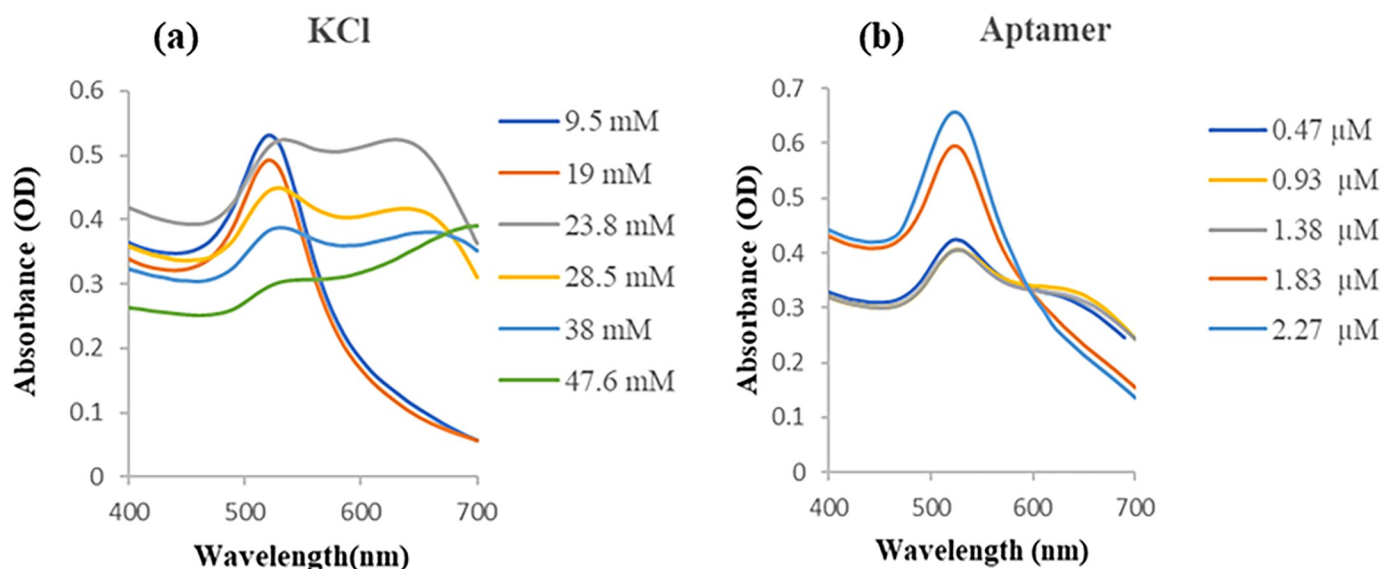 (a) KCl
0.6
0.5
0.4
0.3
0.2
0.1
0
400 500 600 700
Absorbance (OD)
Wavelength(nm)
9.5 mM
19 mM
23.8 mM
28.5 mM
38 mM
47.6 mM
(b) Aptamer
0.7
0.6
0.5
0.4
0.3
0.2
0.1
0
400 500 600 700
Absorbance (OD)
Wavelength (nm)
0.47 µM
0.93 µM
1.38 µM
1.83 µM
2.27 µM